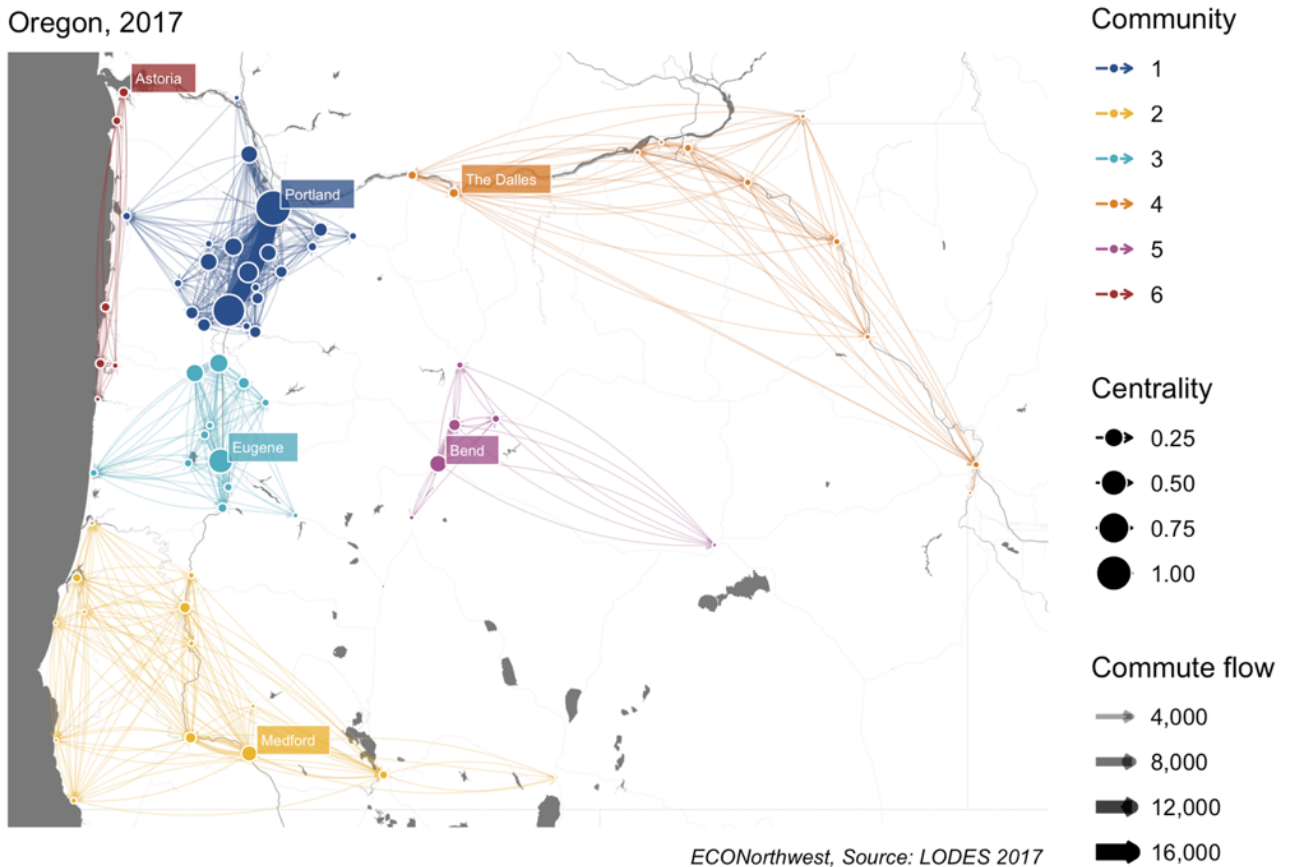 Oregon, 2017
Astoria
Portland
The Dalles
Eugene
Bend
Medford
Community
1
2
3
4
5
6
Centrality
0.25
0.50
0.75
1.00
Commute flow
4,000
8,000
12,000
16,000
ECONorthwest, Source: LODES 2017